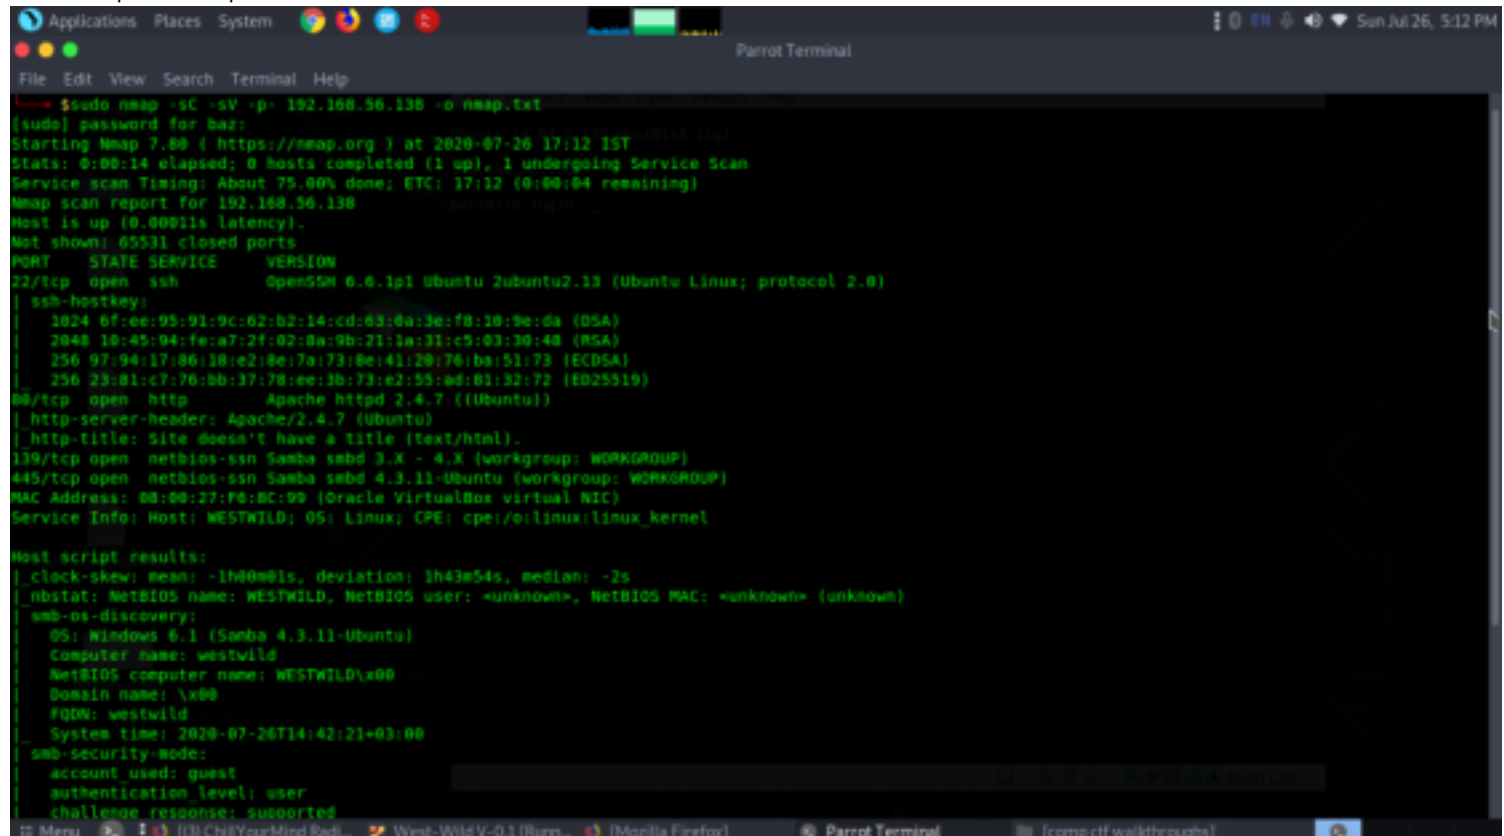 Applications Places System
EN
Sun Jul 26, 5:12 PM
Parrot Terminal
File Edit View Search Terminal Help
$sudo nmap -sC -sV -p- 192.168.56.138 -o nmap.txt
[sudo] password for baz:
Starting Nmap 7.80 ( https://nmap.org ) at 2020-07-26 17:12 IST
Stats: 0:00:14 elapsed; 0 hosts completed (1 up), 1 undergoing Service Scan
Service scan Timing: About 75.00% done; ETC: 17:12 (0:00:04 remaining)
Nmap scan report for 192.168.56.138
Host is up (0.00011s latency).
Not shown: 65531 closed ports
PORT STATE SERVICE VERSION
22/tcp open ssh OpenSSH 6.6.1p1 Ubuntu 2ubuntu2.13 (Ubuntu Linux; protocol 2.0)
| ssh-hostkey:
| 1024 6f:ee:95:91:9c:62:b2:14:cd:63:0a:3e:f8:10:9e:da (DSA)
| 2048 10:45:94:fe:a7:2f:02:8a:9b:21:1a:31:c5:03:30:48 (RSA)
| 256 97:94:17:86:18:e2:8e:7a:73:8e:41:20:76:ba:51:73 (ECDSA)
|_ 256 23:81:c7:76:bb:37:78:ee:3b:73:e2:55:ad:81:32:72 (ED25519)
80/tcp open http Apache httpd 2.4.7 ((Ubuntu))
|_http-server-header: Apache/2.4.7 (Ubuntu)
|_http-title: Site doesn't have a title (text/html).
139/tcp open netbios-ssn Samba smbd 3.X - 4.X (workgroup: WORKGROUP)
445/tcp open netbios-ssn Samba smbd 4.3.11-Ubuntu (workgroup: WORKGROUP)
MAC Address: 08:00:27:F6:BC:99 (Oracle VirtualBox virtual NIC)
Service Info: Host: WESTWILD; OS: Linux; CPE: cpe:/o:linux:linux_kernel
Host script results:
|_clock-skew: mean: -1h00m01s, deviation: 1h43m54s, median: -2s
|_nbstat: NetBIOS name: WESTWILD, NetBIOS user: <unknown>, NetBIOS MAC: <unknown> (unknown)
| smb-os-discovery:
| OS: Windows 6.1 (Samba 4.3.11-Ubuntu)
| Computer name: westwild
| NetBIOS computer name: WESTWILD\x00
| Domain name: \x00
| FQDN: westwild
|_ System time: 2020-07-26T14:42:21+03:00
| smb-security-mode:
| account_used: guest
| authentication_level: user
| challenge_response: supported
Menu [(3) ChillYourMind Radi... West-Wild V-0.1 [Runn... [Mozilla Firefox] Parrot Terminal [comp ctf walkthroughs]